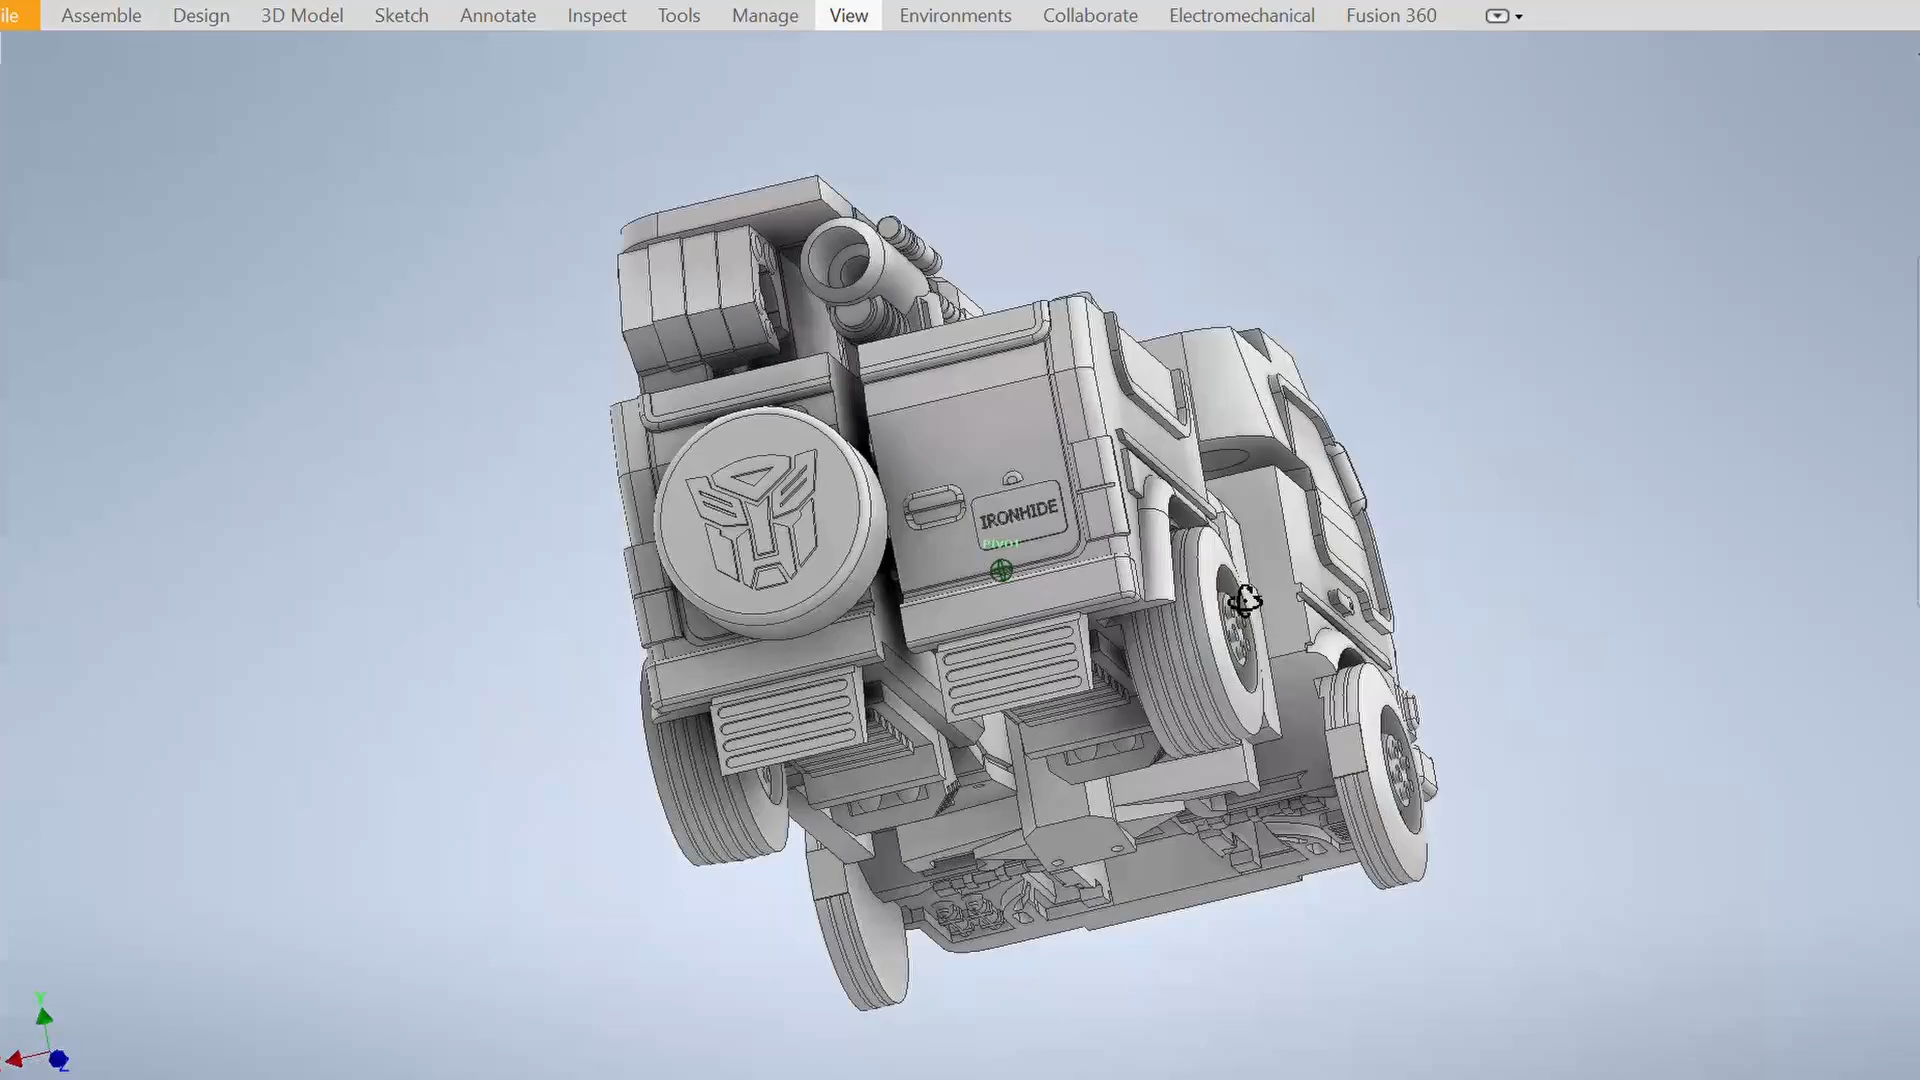 ile Assemble Design 3D Model Sketch Annotate Inspect Tools Manage View Environments Collaborate Electromechanical Fusion 360
IRONHIDE
Pivot
Y
Z